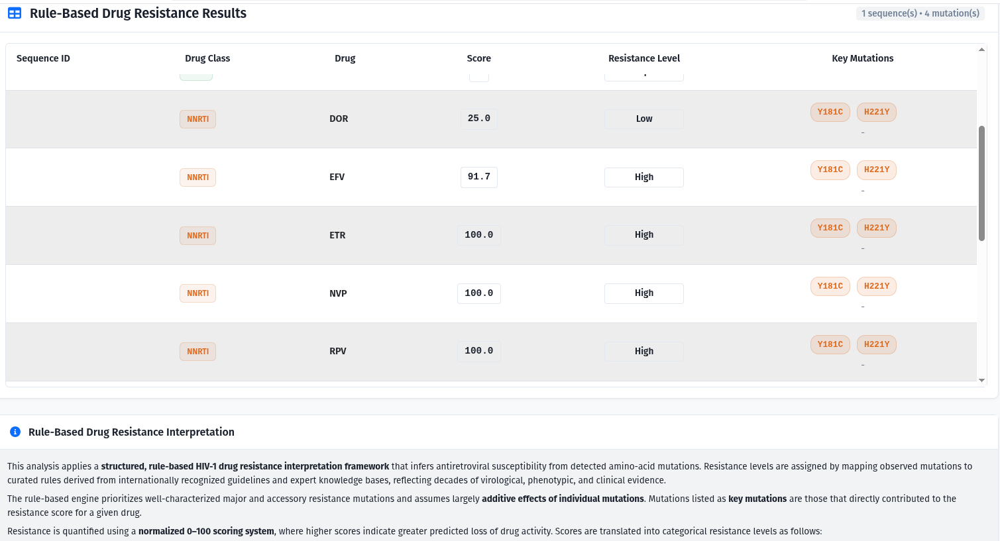 Rule-Based Drug Resistance Results
1 sequence(s) • 4 mutation(s)
Sequence ID Drug Class Drug Score Resistance Level Key Mutations
NNRTI DOR 25.0 Low Y181C H221Y
-
NNRTI EFV 91.7 High Y181C H221Y
-
NNRTI ETR 100.0 High Y181C H221Y
-
NNRTI NVP 100.0 High Y181C H221Y
-
NNRTI RPV 100.0 High Y181C H221Y
-
Rule-Based Drug Resistance Interpretation
This analysis applies a structured, rule-based HIV-1 drug resistance interpretation framework that infers antiretroviral susceptibility from detected amino-acid mutations. Resistance levels are assigned by mapping observed mutations to
curated rules derived from internationally recognized guidelines and expert knowledge bases, reflecting decades of virological, phenotypic, and clinical evidence.
The rule-based engine prioritizes well-characterized major and accessory resistance mutations and assumes largely additive effects of individual mutations. Mutations listed as key mutations are those that directly contributed to the
resistance score for a given drug.
Resistance is quantified using a normalized 0–100 scoring system, where higher scores indicate greater predicted loss of drug activity. Scores are translated into categorical resistance levels as follows: